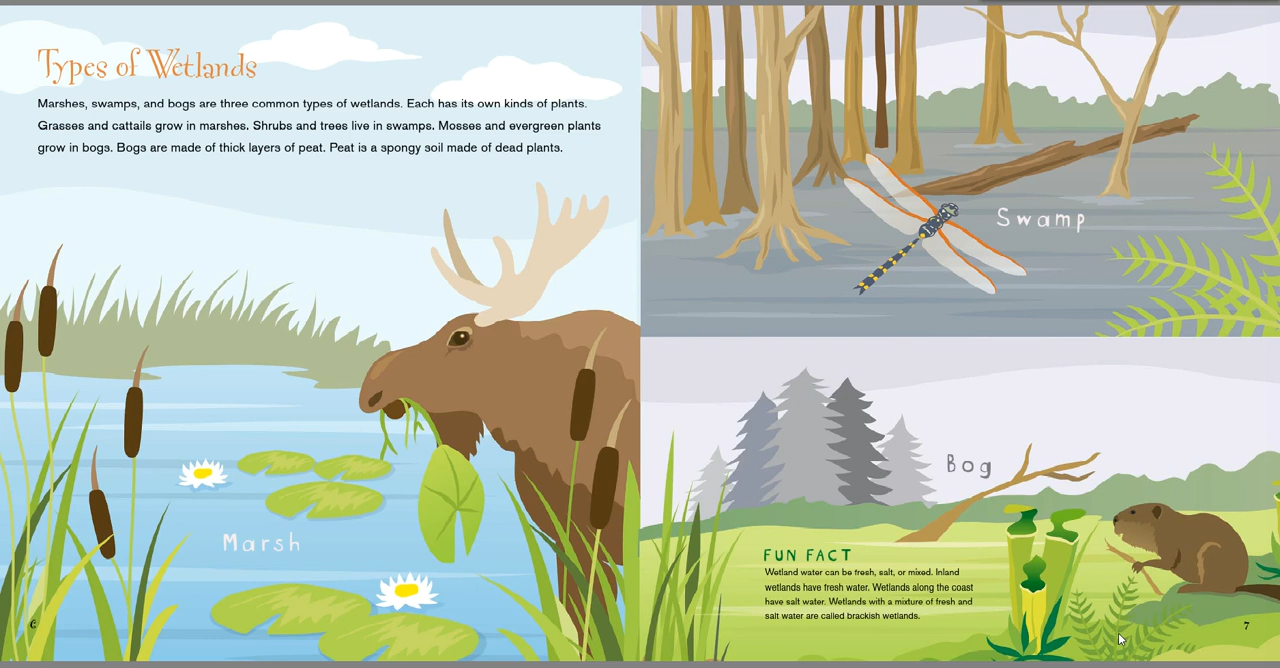 Types of Wetlands
Marshes, swamps, and bogs are three common types of wetlands. Each has its own kinds of plants.
Grasses and cattails grow in marshes. Shrubs and trees live in swamps. Mosses and evergreen plants
grow in bogs. Bogs are made of thick layers of peat. Peat is a spongy soil made of dead plants.
Marsh
Swamp
Bog
FUN FACT
Wetland water can be fresh, salt, or mixed. Inland
wetlands have fresh water. Wetlands along the coast
have salt water. Wetlands with a mixture of fresh and
salt water are called brackish wetlands.
7